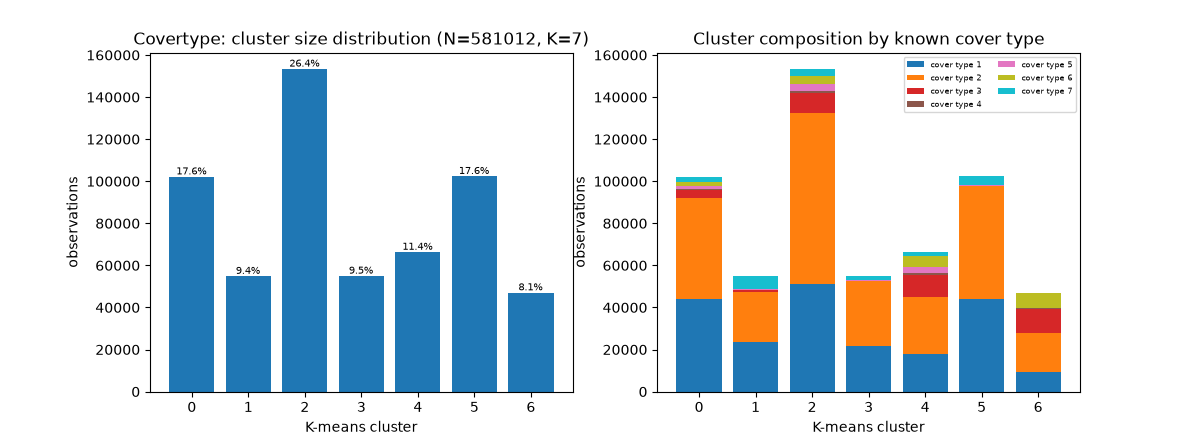 Covertype: cluster size distribution (N=581012, K=7)
observations
160000
140000
120000
100000
80000
60000
40000
20000
0
17.6%
9.4%
26.4%
9.5%
11.4%
17.6%
8.1%
0 1 2 3 4 5 6
K-means cluster
Cluster composition by known cover type
observations
160000
140000
120000
100000
80000
60000
40000
20000
0
cover type 1
cover type 2
cover type 3
cover type 4
cover type 5
cover type 6
cover type 7
0 1 2 3 4 5 6
K-means cluster